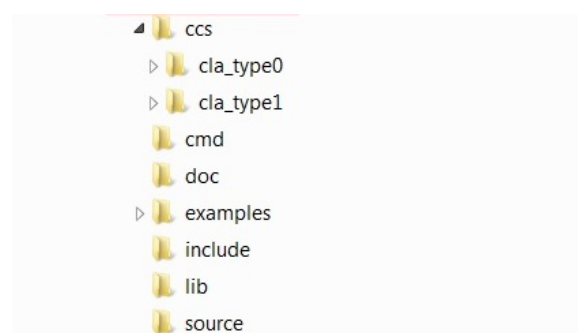 ccs
cla_type0
cla_type1
cmd
doc
examples
include
lib
source